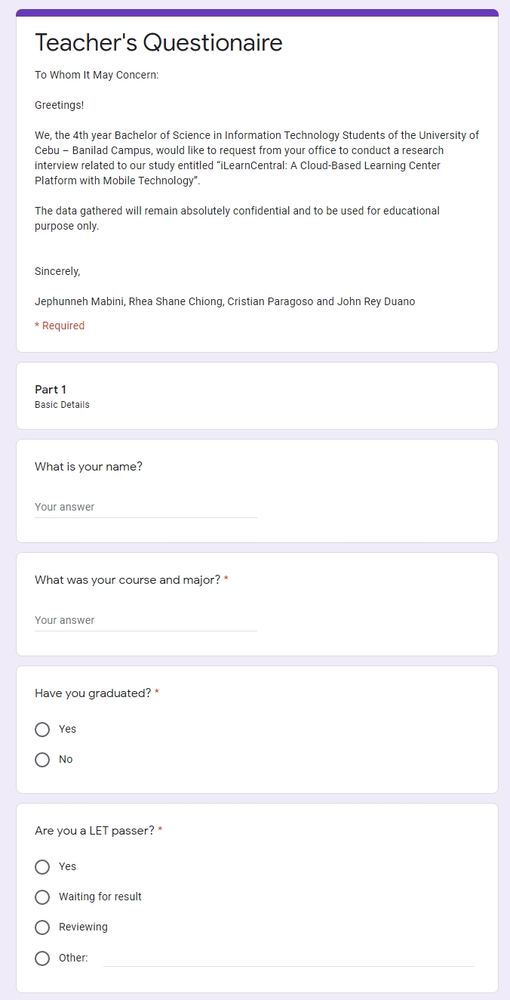 Teacher's Questionaire
To Whom It May Concern:
Greetings!
We, the 4th year Bachelor of Science in Information Technology Students of the University of
Cebu – Banilad Campus, would like to request from your office to conduct a research
interview related to our study entitled “iLearnCentral: A Cloud-Based Learning Center
Platform with Mobile Technology”.
The data gathered will remain absolutely confidential and to be used for educational
purpose only.
Sincerely,
Jephunneh Mabini, Rhea Shane Chiong, Cristian Paragoso and John Rey Duano
* Required
Part 1
Basic Details
What is your name?
Your answer
What was your course and major? *
Your answer
Have you graduated? *
Yes
No
Are you a LET passer? *
Yes
Waiting for result
Reviewing
Other: